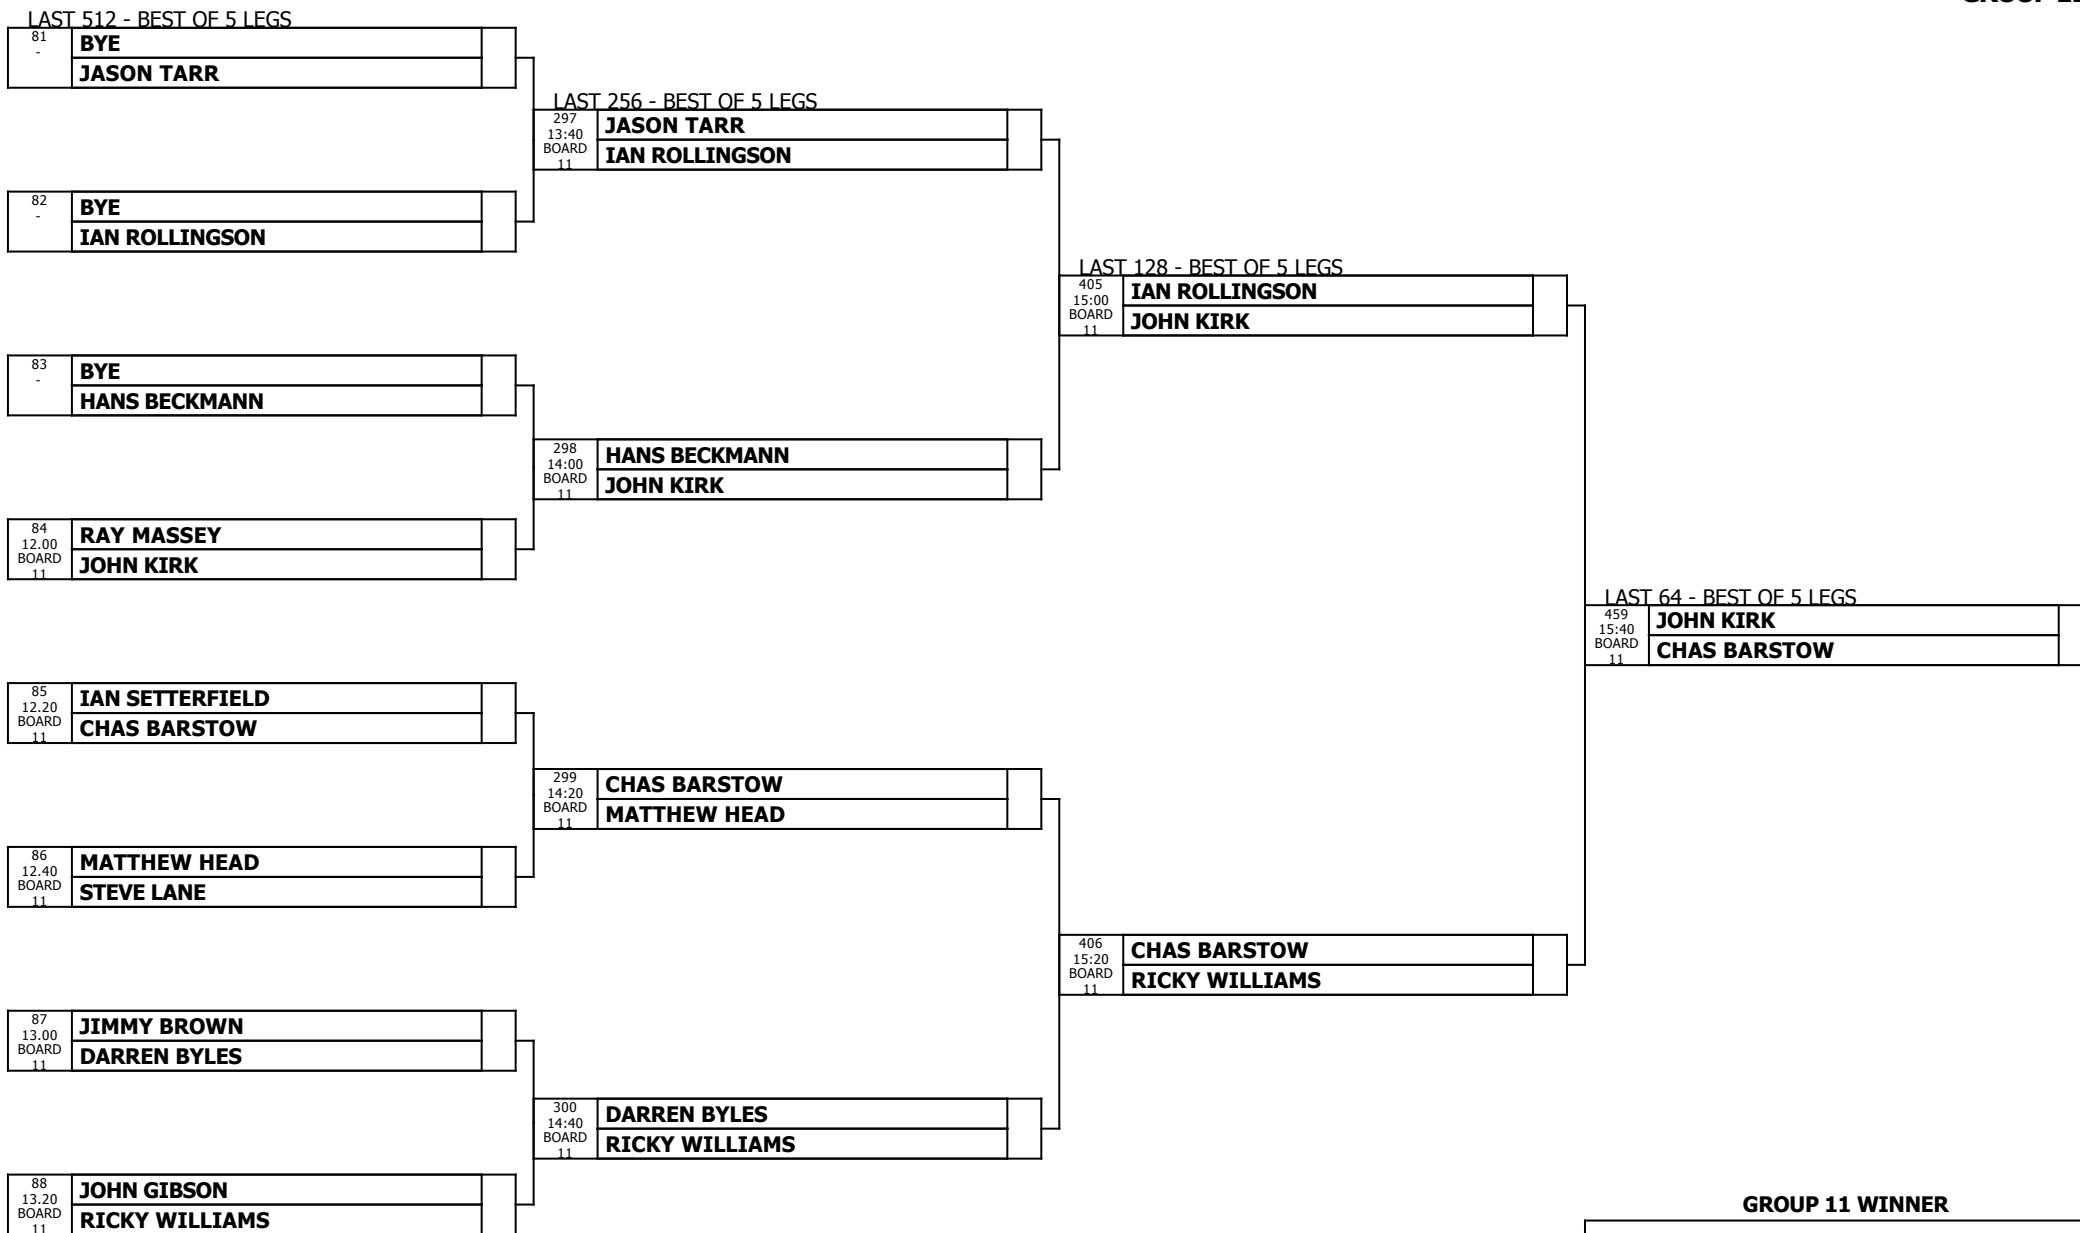 GROUP 11
LAST 512 - BEST OF 5 LEGS
81
-
BYE
JASON TARR
82
-
BYE
IAN ROLLINGSON
83
-
BYE
HANS BECKMANN
84
12.00
BOARD
11
RAY MASSEY
JOHN KIRK
85
12.20
BOARD
11
IAN SETTERFIELD
CHAS BARSTOW
86
12.40
BOARD
11
MATTHEW HEAD
STEVE LANE
87
13.00
BOARD
11
JIMMY BROWN
DARREN BYLES
88
13.20
BOARD
11
JOHN GIBSON
RICKY WILLIAMS
LAST 256 - BEST OF 5 LEGS
297
13:40
BOARD
11
JASON TARR
IAN ROLLINGSON
298
14:00
BOARD
11
HANS BECKMANN
JOHN KIRK
299
14:20
BOARD
11
CHAS BARSTOW
MATTHEW HEAD
300
14:40
BOARD
11
DARREN BYLES
RICKY WILLIAMS
LAST 128 - BEST OF 5 LEGS
405
15:00
BOARD
11
IAN ROLLINGSON
JOHN KIRK
406
15:20
BOARD
11
CHAS BARSTOW
RICKY WILLIAMS
LAST 64 - BEST OF 5 LEGS
459
15:40
BOARD
11
JOHN KIRK
CHAS BARSTOW
GROUP 11 WINNER